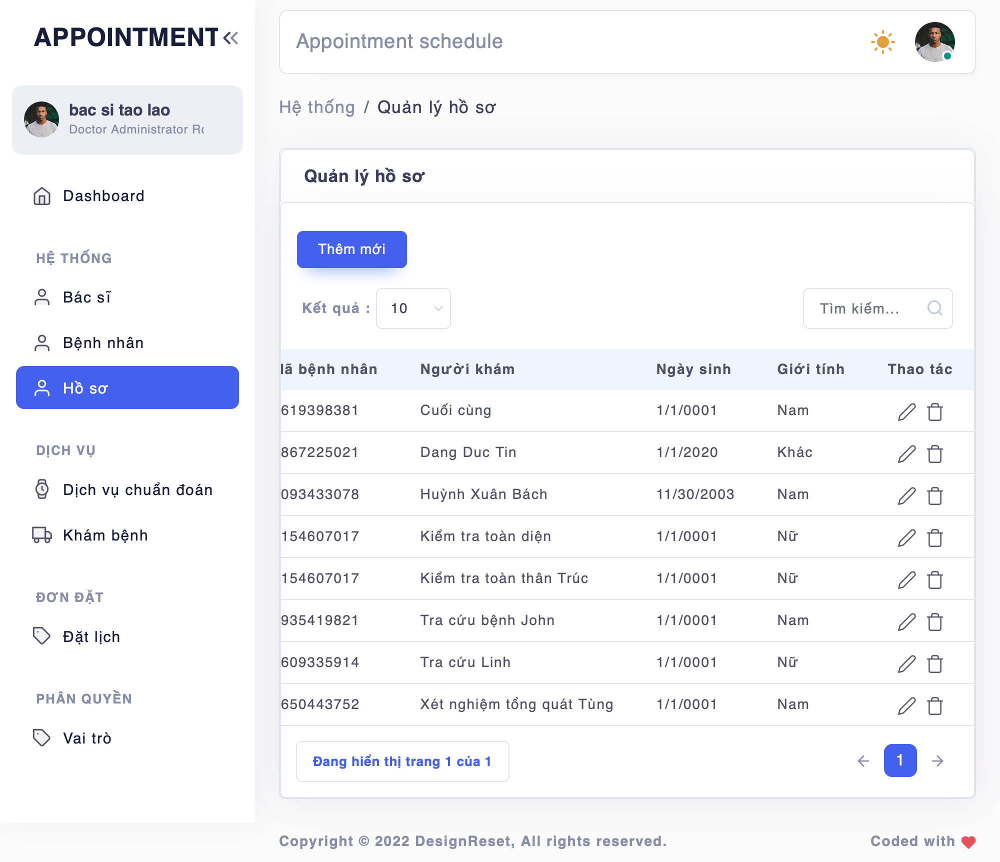 APPOINTMENT
bac si tao lao
Doctor Administrator
Dashboard
HỆ THỐNG
Bác sĩ
Bệnh nhân
Hồ sơ
DỊCH VỤ
Dịch vụ chuẩn đoán
Khám bệnh
ĐƠN ĐẶT
Đặt lịch
PHÂN QUYỀN
Vai trò
Appointment schedule
Hệ thống / Quản lý hồ sơ
Quản lý hồ sơ
Thêm mới
Kết quả : 10 Tìm kiếm...
bệnh nhân Người khám Ngày sinh Giới tính Thao tác
619398381 Cuối cùng 1/1/0001 Nam
867225021 Dang Duc Tin 1/1/2020 Khác
093433078 Huỳnh Xuân Bách 11/30/2003 Nam
154607017 Kiểm tra toàn diện 1/1/0001 Nữ
154607017 Kiểm tra toàn thân Trúc 1/1/0001 Nữ
935419821 Tra cứu bệnh John 1/1/0001 Nam
609335914 Tra cứu Linh 1/1/0001 Nữ
650443752 Xét nghiệm tổng quát Tùng 1/1/0001 Nam
Đang hiển thị trang 1 của 1
1
Copyright © 2022 DesignReset, All rights reserved.
Coded with